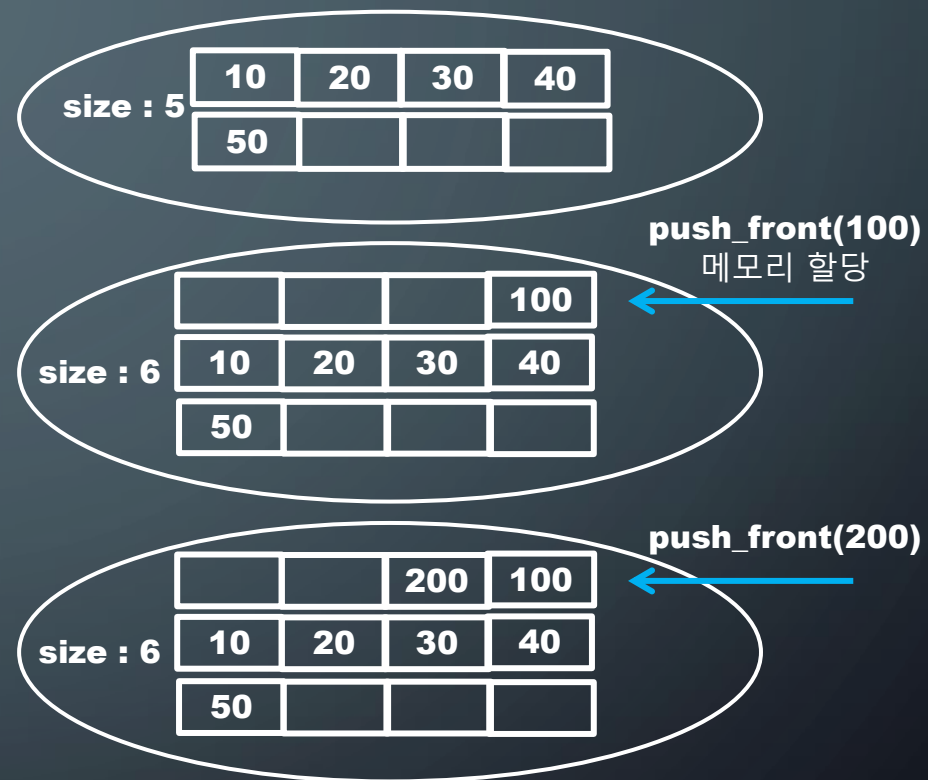 10 20 30 40
size : 5
50
push_front(100)
메모리 할당
100
size : 6 10 20 30 40
50
push_front(200)
200 100
size : 6 10 20 30 40
50